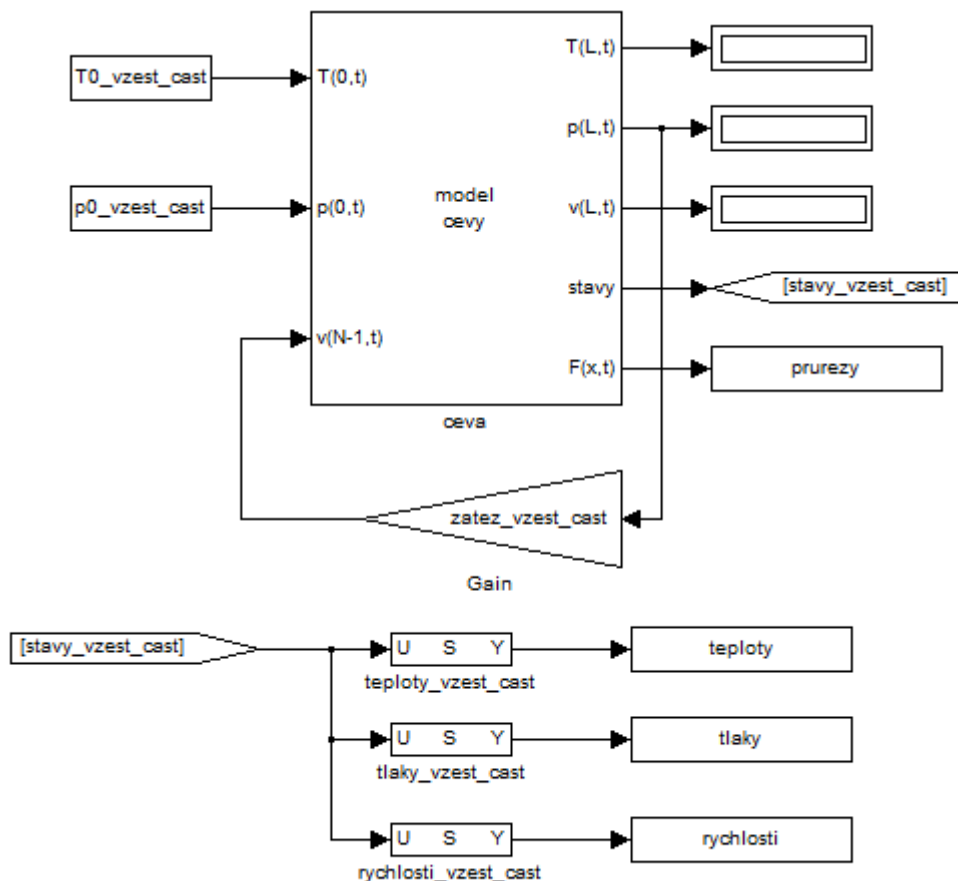 T(L,t)
T0_vzest_cast
T(0,t)
p(L,t)
model
cevy
p0_vzest_cast
p(0,t)
v(L,t)
stavy
[stavy_vzest_cast]
v(N-1,t)
F(x,t)
prurezy
ceva
zatez_vzest_cast
Gain
[stavy_vzest_cast]
U S Y
teploty
teploty_vzest_cast
U S Y
tlaky
tlaky_vzest_cast
U S Y
rychlosti
rychlosti_vzest_cast